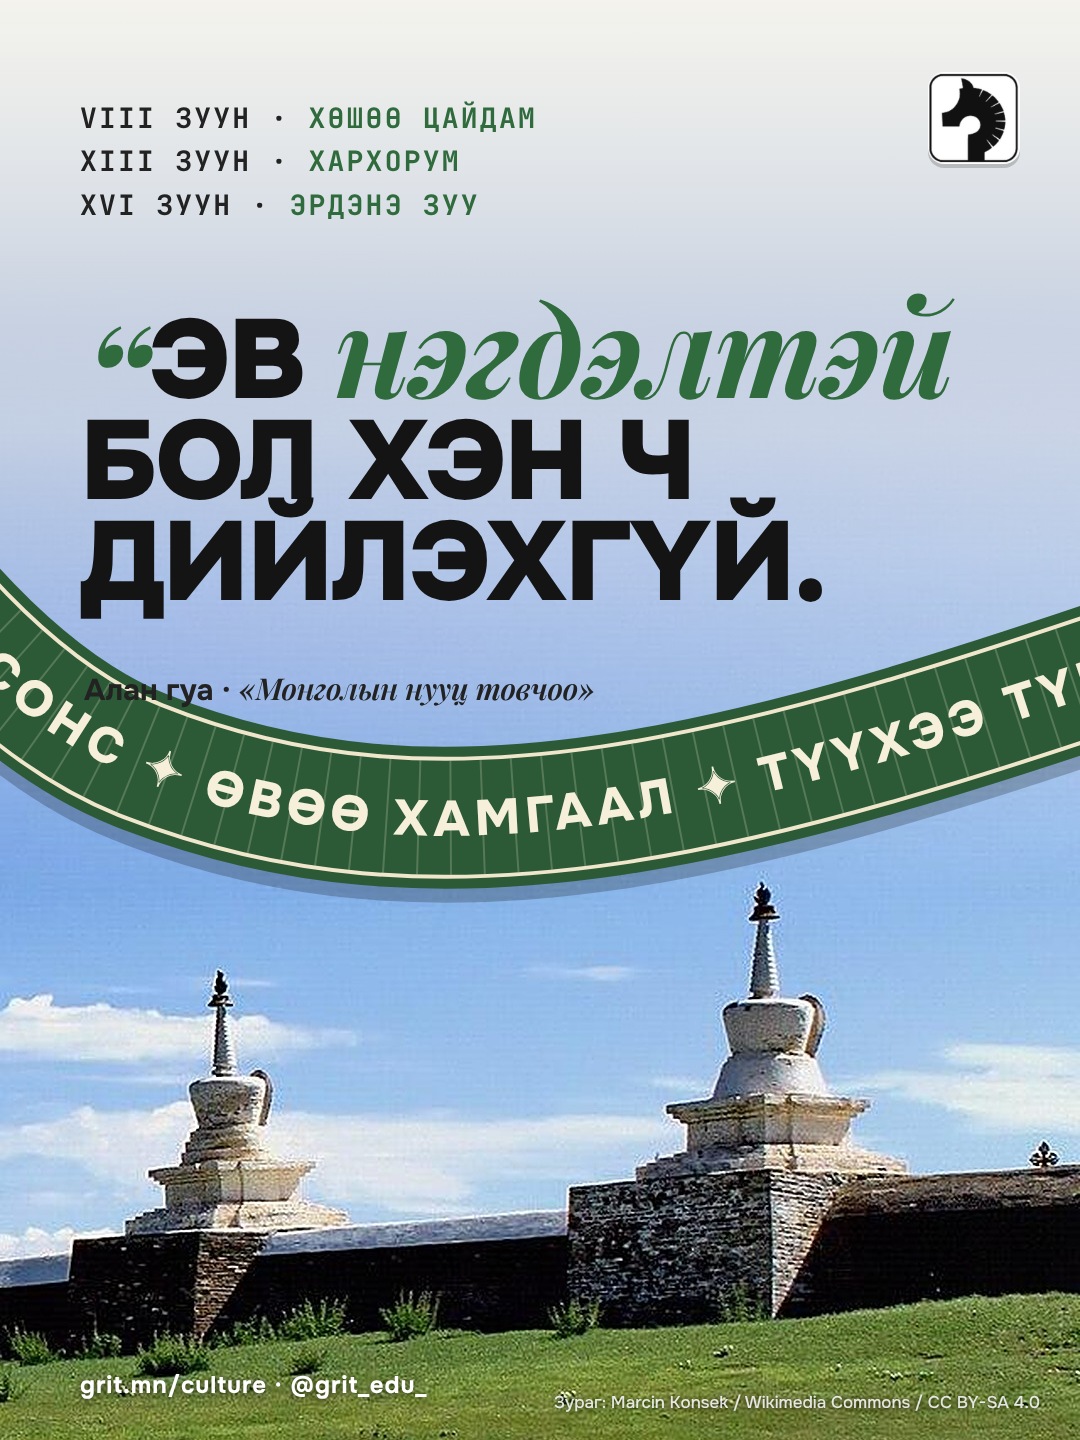 VIII ЗУУН · ХӨШӨӨ ЦАЙДАМ
XIII ЗУУН · ХАРХОРУМ
XVI ЗУУН · ЭРДЭНЭ ЗУУ
“ЭВ нэгдэлтэй
БОЛ ХЭН Ч
ДИЙЛЭХГҮЙ.
Алан гуа · «Монголын нууц товчоо»
СОНС ✦ ӨВӨӨ ХАМГААЛ ✦ ТҮҮХЭЭ
grit.mn/culture · @grit_edu_
Зураг: Marcin Konsek / Wikimedia Commons / CC BY-SA 4.0